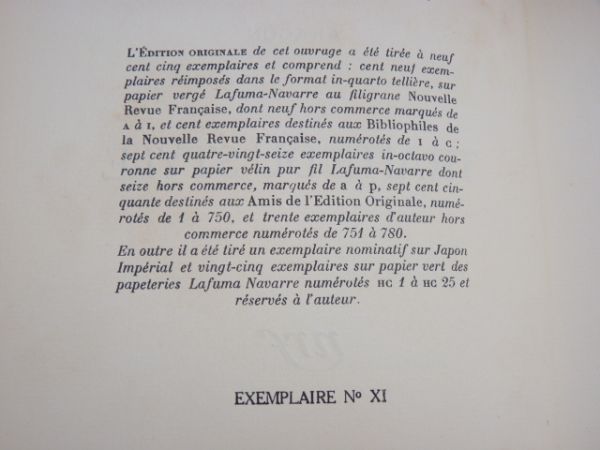 L'ÉDITION ORIGINALE de cet ouvrage a été tirée à neuf
cent cinq exemplaires et comprend : cent neuf exem-
plaires réimposés dans le format in-quarto tellière, sur
papier vergé Lafuma-Navarre au filigrane Nouvelle
Revue Française, dont neuf hors commerce marqués de
A à I, et cent exemplaires destinés aux Bibliophiles de
la Nouvelle Revue Française, numérotés de I à C ;
sept cent quatre-vingt-seize exemplaires in-octavo cou-
ronne sur papier vélin pur fil Lafuma-Navarre dont
seize hors commerce, marqués de a à p, sept cent cin-
quante destinés aux Amis de l'Edition Originale, numé-
rotés de 1 à 750, et trente exemplaires d'auteur hors
commerce numérotés de 751 à 780.
En outre il a été tiré un exemplaire nominatif sur Japon
Impérial et vingt-cinq exemplaires sur papier vert des
papeteries Lafuma Navarre numérotés HC 1 à HC 25 et
réservés à l'auteur.
EXEMPLAIRE No XI